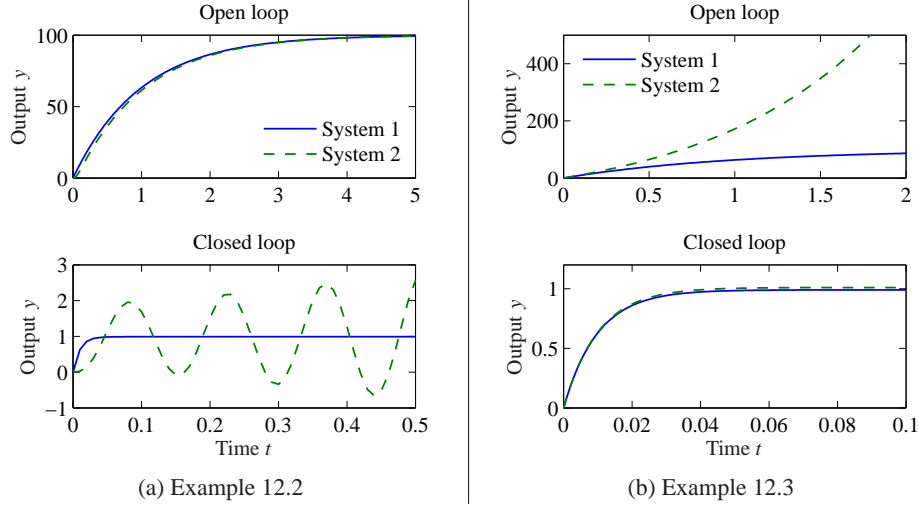 Open loop
Output y
100
50
0
0 1 2 3 4 5
System 1
System 2
Closed loop
Output y
3
2
1
0
−1
0 0.1 0.2 0.3 0.4 0.5
Time t
(a) Example 12.2
Open loop
Output y
400
200
0
0 0.5 1 1.5 2
System 1
System 2
Closed loop
Output y
1
0.5
0
0 0.02 0.04 0.06 0.08 0.1
Time t
(b) Example 12.3